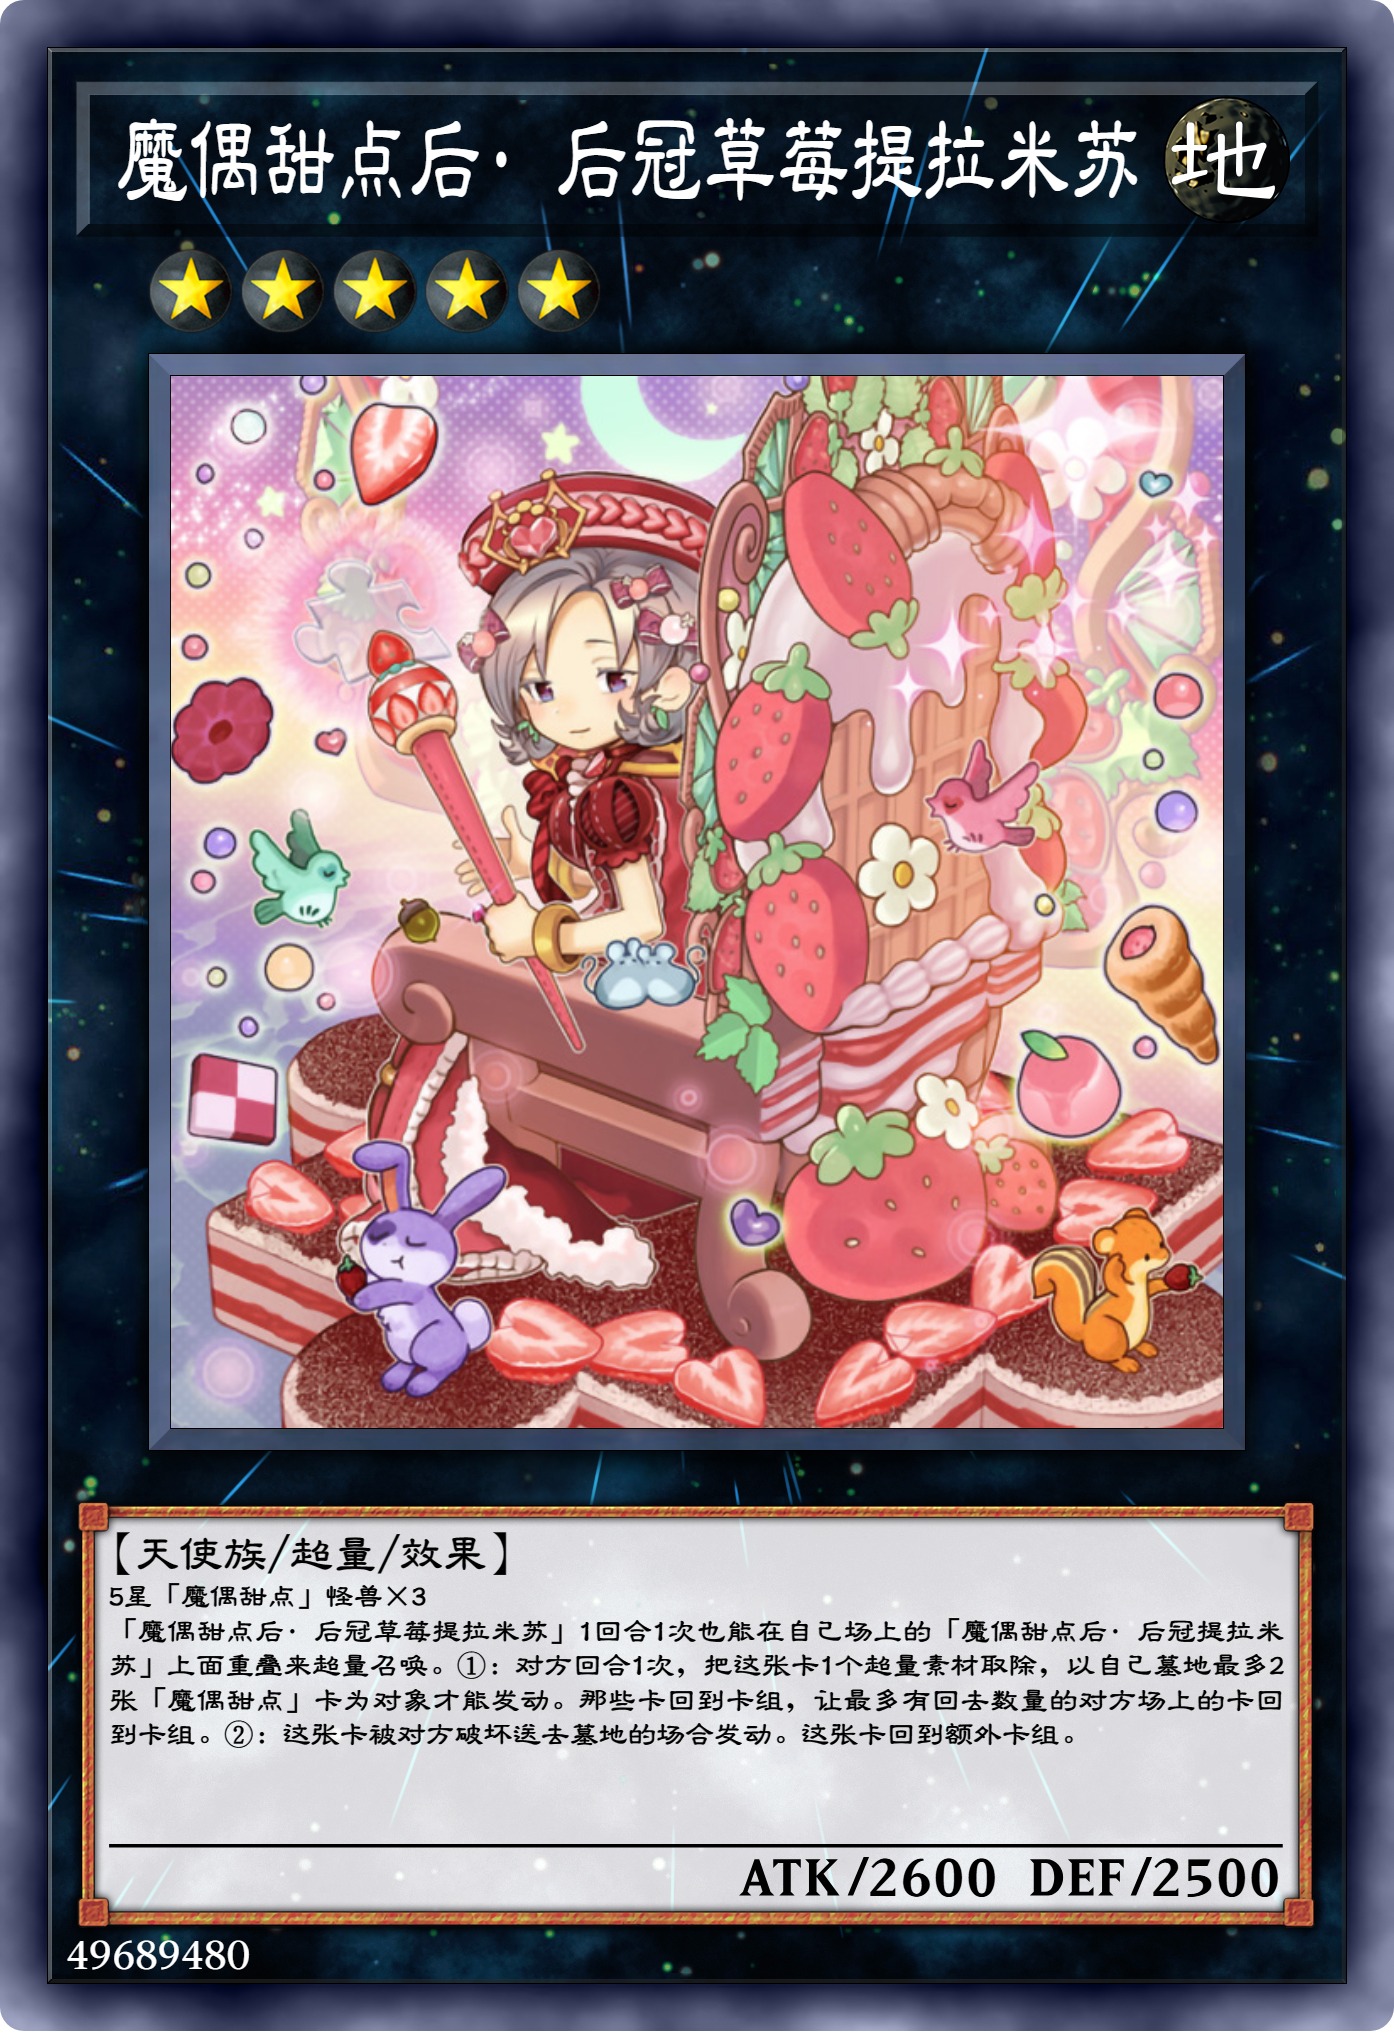 魔偶甜点后·后冠草莓提拉米苏
地
【天使族/超量/效果】
5星「魔偶甜点」怪兽×3
「魔偶甜点后·后冠草莓提拉米苏」1回合1次也能在自己场上的「魔偶甜点后·后冠提拉米
苏」上面重叠来超量召唤。①：对方回合1次，把这张卡1个超量素材取除，以自己墓地最多2
张「魔偶甜点」卡为对象才能发动。那些卡回到卡组，让最多有回去数量的对方场上的卡回
到卡组。②：这张卡被对方破坏送去墓地的场合发动。这张卡回到额外卡组。
ATK/2600 DEF/2500
49689480